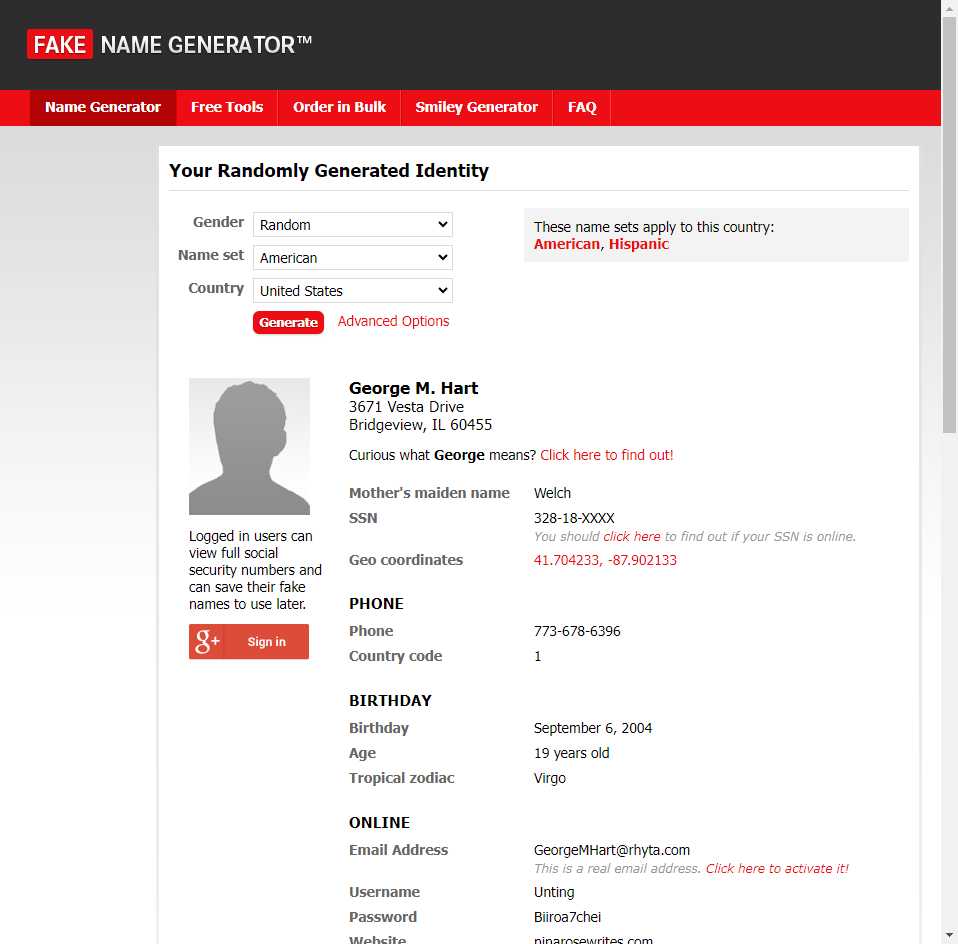 FAKE NAME GENERATOR™
Name Generator Free Tools Order in Bulk Smiley Generator FAQ
Your Randomly Generated Identity
Gender Random
These name sets apply to this country:
American, Hispanic
Name set American
Country United States
Generate Advanced Options
George M. Hart
3671 Vesta Drive
Bridgeview, IL 60455
Curious what George means? Click here to find out!
Mother's maiden name Welch
SSN 328-18-XXXX
You should click here to find out if your SSN is online.
Geo coordinates 41.704233, -87.902133
Logged in users can
view full social
security numbers and
can save their fake
names to use later.
g+ Sign in
PHONE
Phone 773-678-6396
Country code 1
BIRTHDAY
Birthday September 6, 2004
Age 19 years old
Tropical zodiac Virgo
ONLINE
Email Address GeorgeMHart@rhyta.com
This is a real email address. Click here to activate it!
Username Unting
Password Biiroa7chei
Website ninarosewrites.com